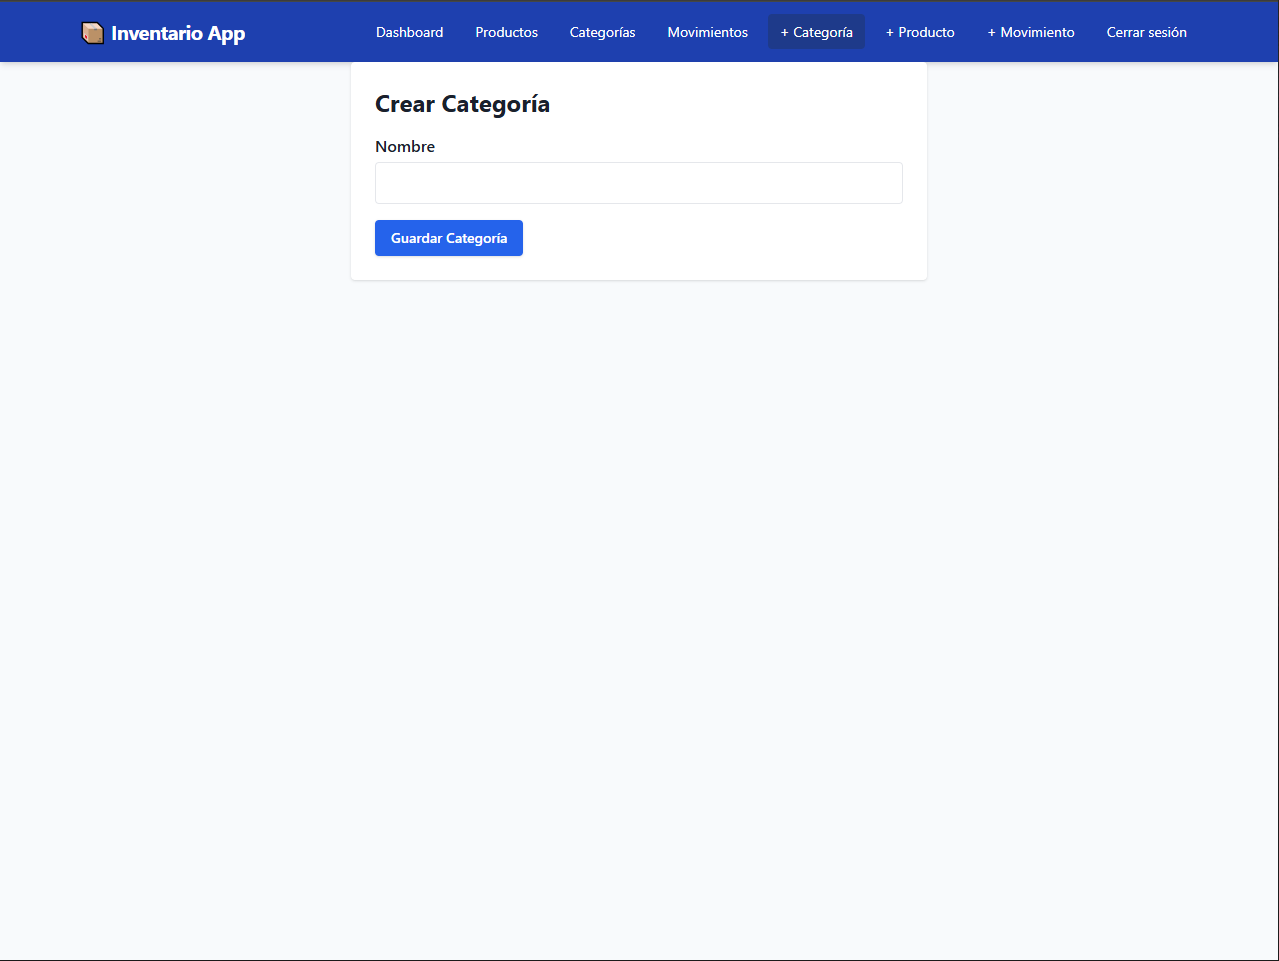 Inventario App
Dashboard
Productos
Categorías
Movimientos
+ Categoría
+ Producto
+ Movimiento
Cerrar sesión
Crear Categoría
Nombre
Guardar Categoría